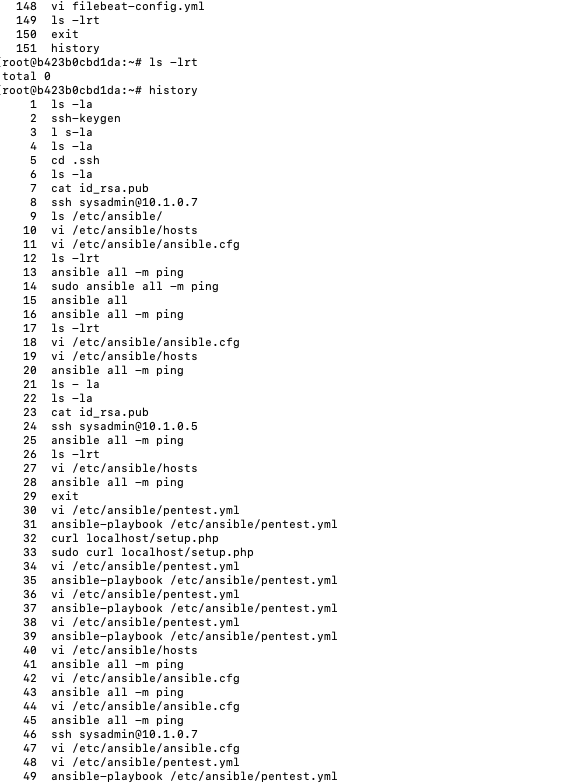 148 vi filebeat-config.yml
149 ls -lrt
150 exit
151 history
[root@b423b0cbd1da:~# ls -lrt
total 0
[root@b423b0cbd1da:~# history
1 ls -la
2 ssh-keygen
3 l s-la
4 ls -la
5 cd .ssh
6 ls -la
7 cat id_rsa.pub
8 ssh sysadmin@10.1.0.7
9 ls /etc/ansible/
10 vi /etc/ansible/hosts
11 vi /etc/ansible/ansible.cfg
12 ls -lrt
13 ansible all -m ping
14 sudo ansible all -m ping
15 ansible all
16 ansible all -m ping
17 ls -lrt
18 vi /etc/ansible/ansible.cfg
19 vi /etc/ansible/hosts
20 ansible all -m ping
21 ls - la
22 ls -la
23 cat id_rsa.pub
24 ssh sysadmin@10.1.0.5
25 ansible all -m ping
26 ls -lrt
27 vi /etc/ansible/hosts
28 ansible all -m ping
29 exit
30 vi /etc/ansible/pentest.yml
31 ansible-playbook /etc/ansible/pentest.yml
32 curl localhost/setup.php
33 sudo curl localhost/setup.php
34 vi /etc/ansible/pentest.yml
35 ansible-playbook /etc/ansible/pentest.yml
36 vi /etc/ansible/pentest.yml
37 ansible-playbook /etc/ansible/pentest.yml
38 vi /etc/ansible/pentest.yml
39 ansible-playbook /etc/ansible/pentest.yml
40 vi /etc/ansible/hosts
41 ansible all -m ping
42 vi /etc/ansible/ansible.cfg
43 ansible all -m ping
44 vi /etc/ansible/ansible.cfg
45 ansible all -m ping
46 ssh sysadmin@10.1.0.7
47 vi /etc/ansible/ansible.cfg
48 vi /etc/ansible/pentest.yml
49 ansible-playbook /etc/ansible/pentest.yml